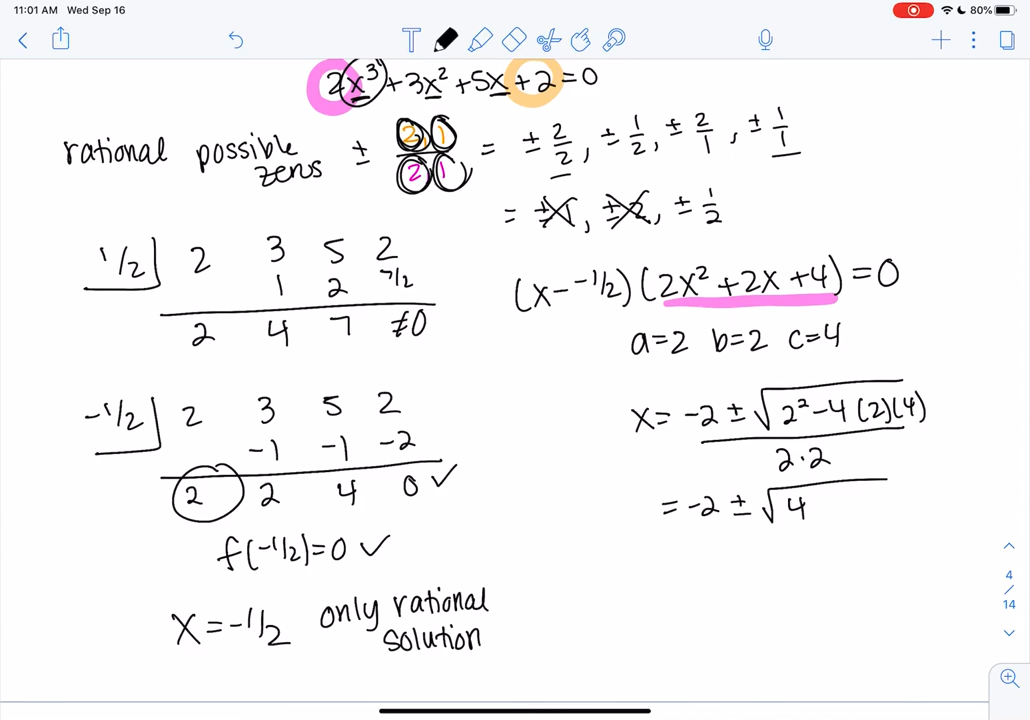 11:01 AM Wed Sep 16
80%
T
2x³ + 3x² + 5x + 2 = 0
rational possible zeros ± 2, 1 / 2, 1 = ± 2/2, ± 1/2, ± 2/1, ± 1/1
= ±1, ±2, ± 1/2
1/2 | 2 3 5 2
1 2 7/2
2 4 7 ≠0
(x - -1/2) (2x² + 2x + 4) = 0
a=2 b=2 c=4
-1/2 | 2 3 5 2
-1 -1 -2
2 2 4 0 ✓
f(-1/2)=0 ✓
x = -1/2 only rational solution
x = -2 ± √2² - 4(2)(4)
2·2
= -2 ± √4
4
/
14